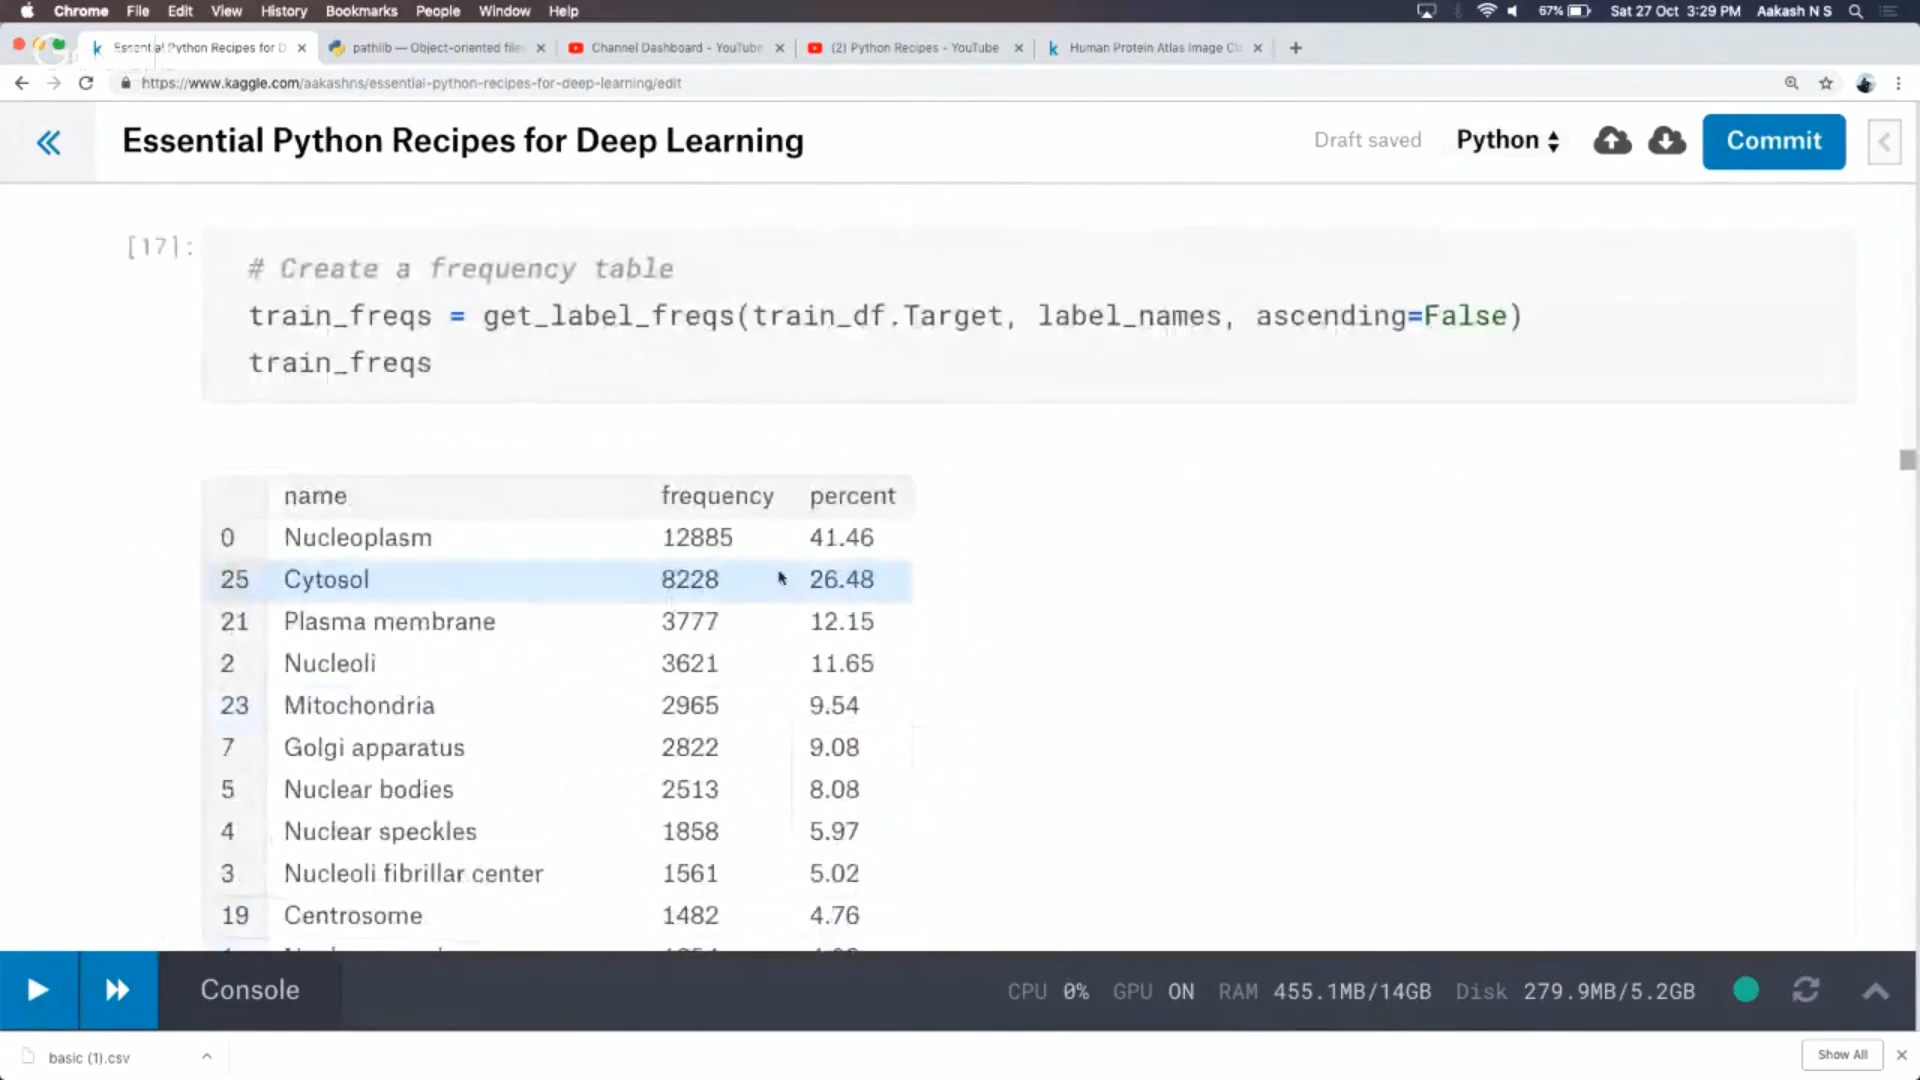 Chrome File Edit View History Bookmarks People Window Help 67% Sat 27 Oct 3:29 PM Aakash N S
Essential Python Recipes for D pathlib — Object-oriented files Channel Dashboard - YouTube (2) Python Recipes - YouTube Human Protein Atlas Image Cl
https://www.kaggle.com/aakashns/essential-python-recipes-for-deep-learning/edit
Essential Python Recipes for Deep Learning Draft saved Python Commit
[17]:
# Create a frequency table
train_freqs = get_label_freqs(train_df.Target, label_names, ascending=False)
train_freqs
name frequency percent
0 Nucleoplasm 12885 41.46
25 Cytosol 8228 26.48
21 Plasma membrane 3777 12.15
2 Nucleoli 3621 11.65
23 Mitochondria 2965 9.54
7 Golgi apparatus 2822 9.08
5 Nuclear bodies 2513 8.08
4 Nuclear speckles 1858 5.97
3 Nucleoli fibrillar center 1561 5.02
19 Centrosome 1482 4.76
Console CPU 0% GPU ON RAM 455.1MB/14GB Disk 279.9MB/5.2GB
basic (1).csv Show All